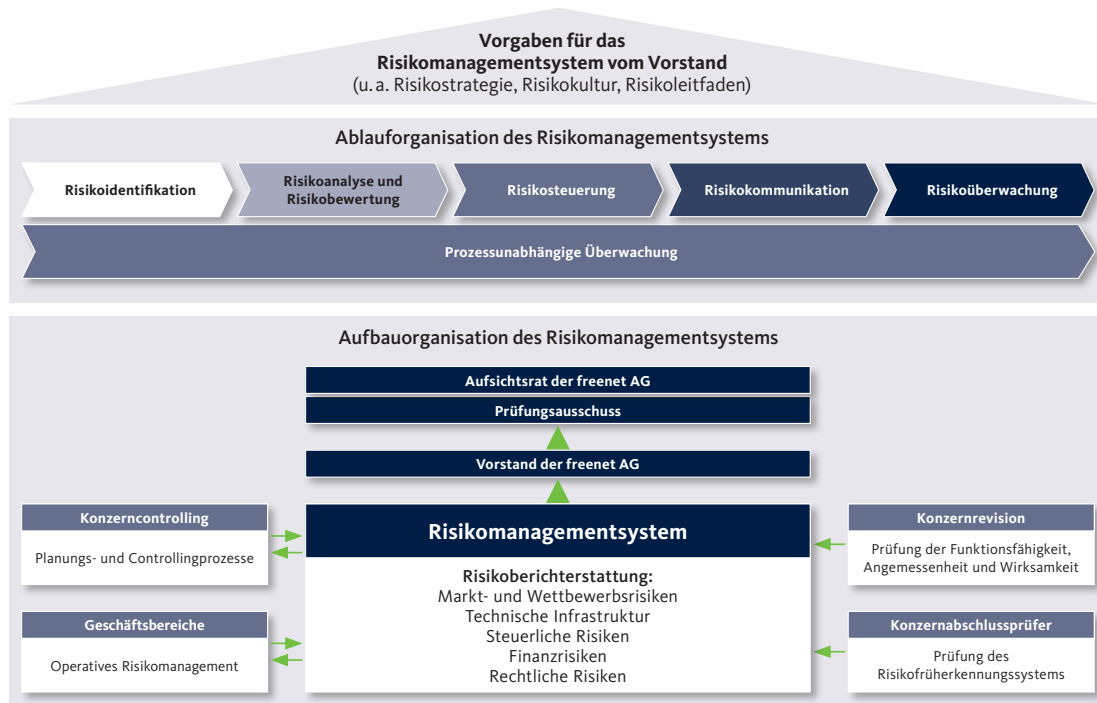 Vorgaben für das
Risikomanagementsystem vom Vorstand
(u. a. Risikostrategie, Risikokultur, Risikoleitfaden)
Ablauforganisation des Risikomanagementsystems
Risikoidentifikation
Risikoanalyse und
Risikobewertung
Risikosteuerung
Risikokommunikation
Risikoüberwachung
Prozessunabhängige Überwachung
Aufbauorganisation des Risikomanagementsystems
Aufsichtsrat der freenet AG
Prüfungsausschuss
Vorstand der freenet AG
Konzerncontrolling
Planungs- und Controllingprozesse
Geschäftsbereiche
Operatives Risikomanagement
Risikomanagementsystem
Risikoberichterstattung:
Markt- und Wettbewerbsrisiken
Technische Infrastruktur
Steuerliche Risiken
Finanzrisiken
Rechtliche Risiken
Konzernrevision
Prüfung der Funktionsfähigkeit,
Angemessenheit und Wirksamkeit
Konzernabschlussprüfer
Prüfung des
Risikofrüherkennungssystems